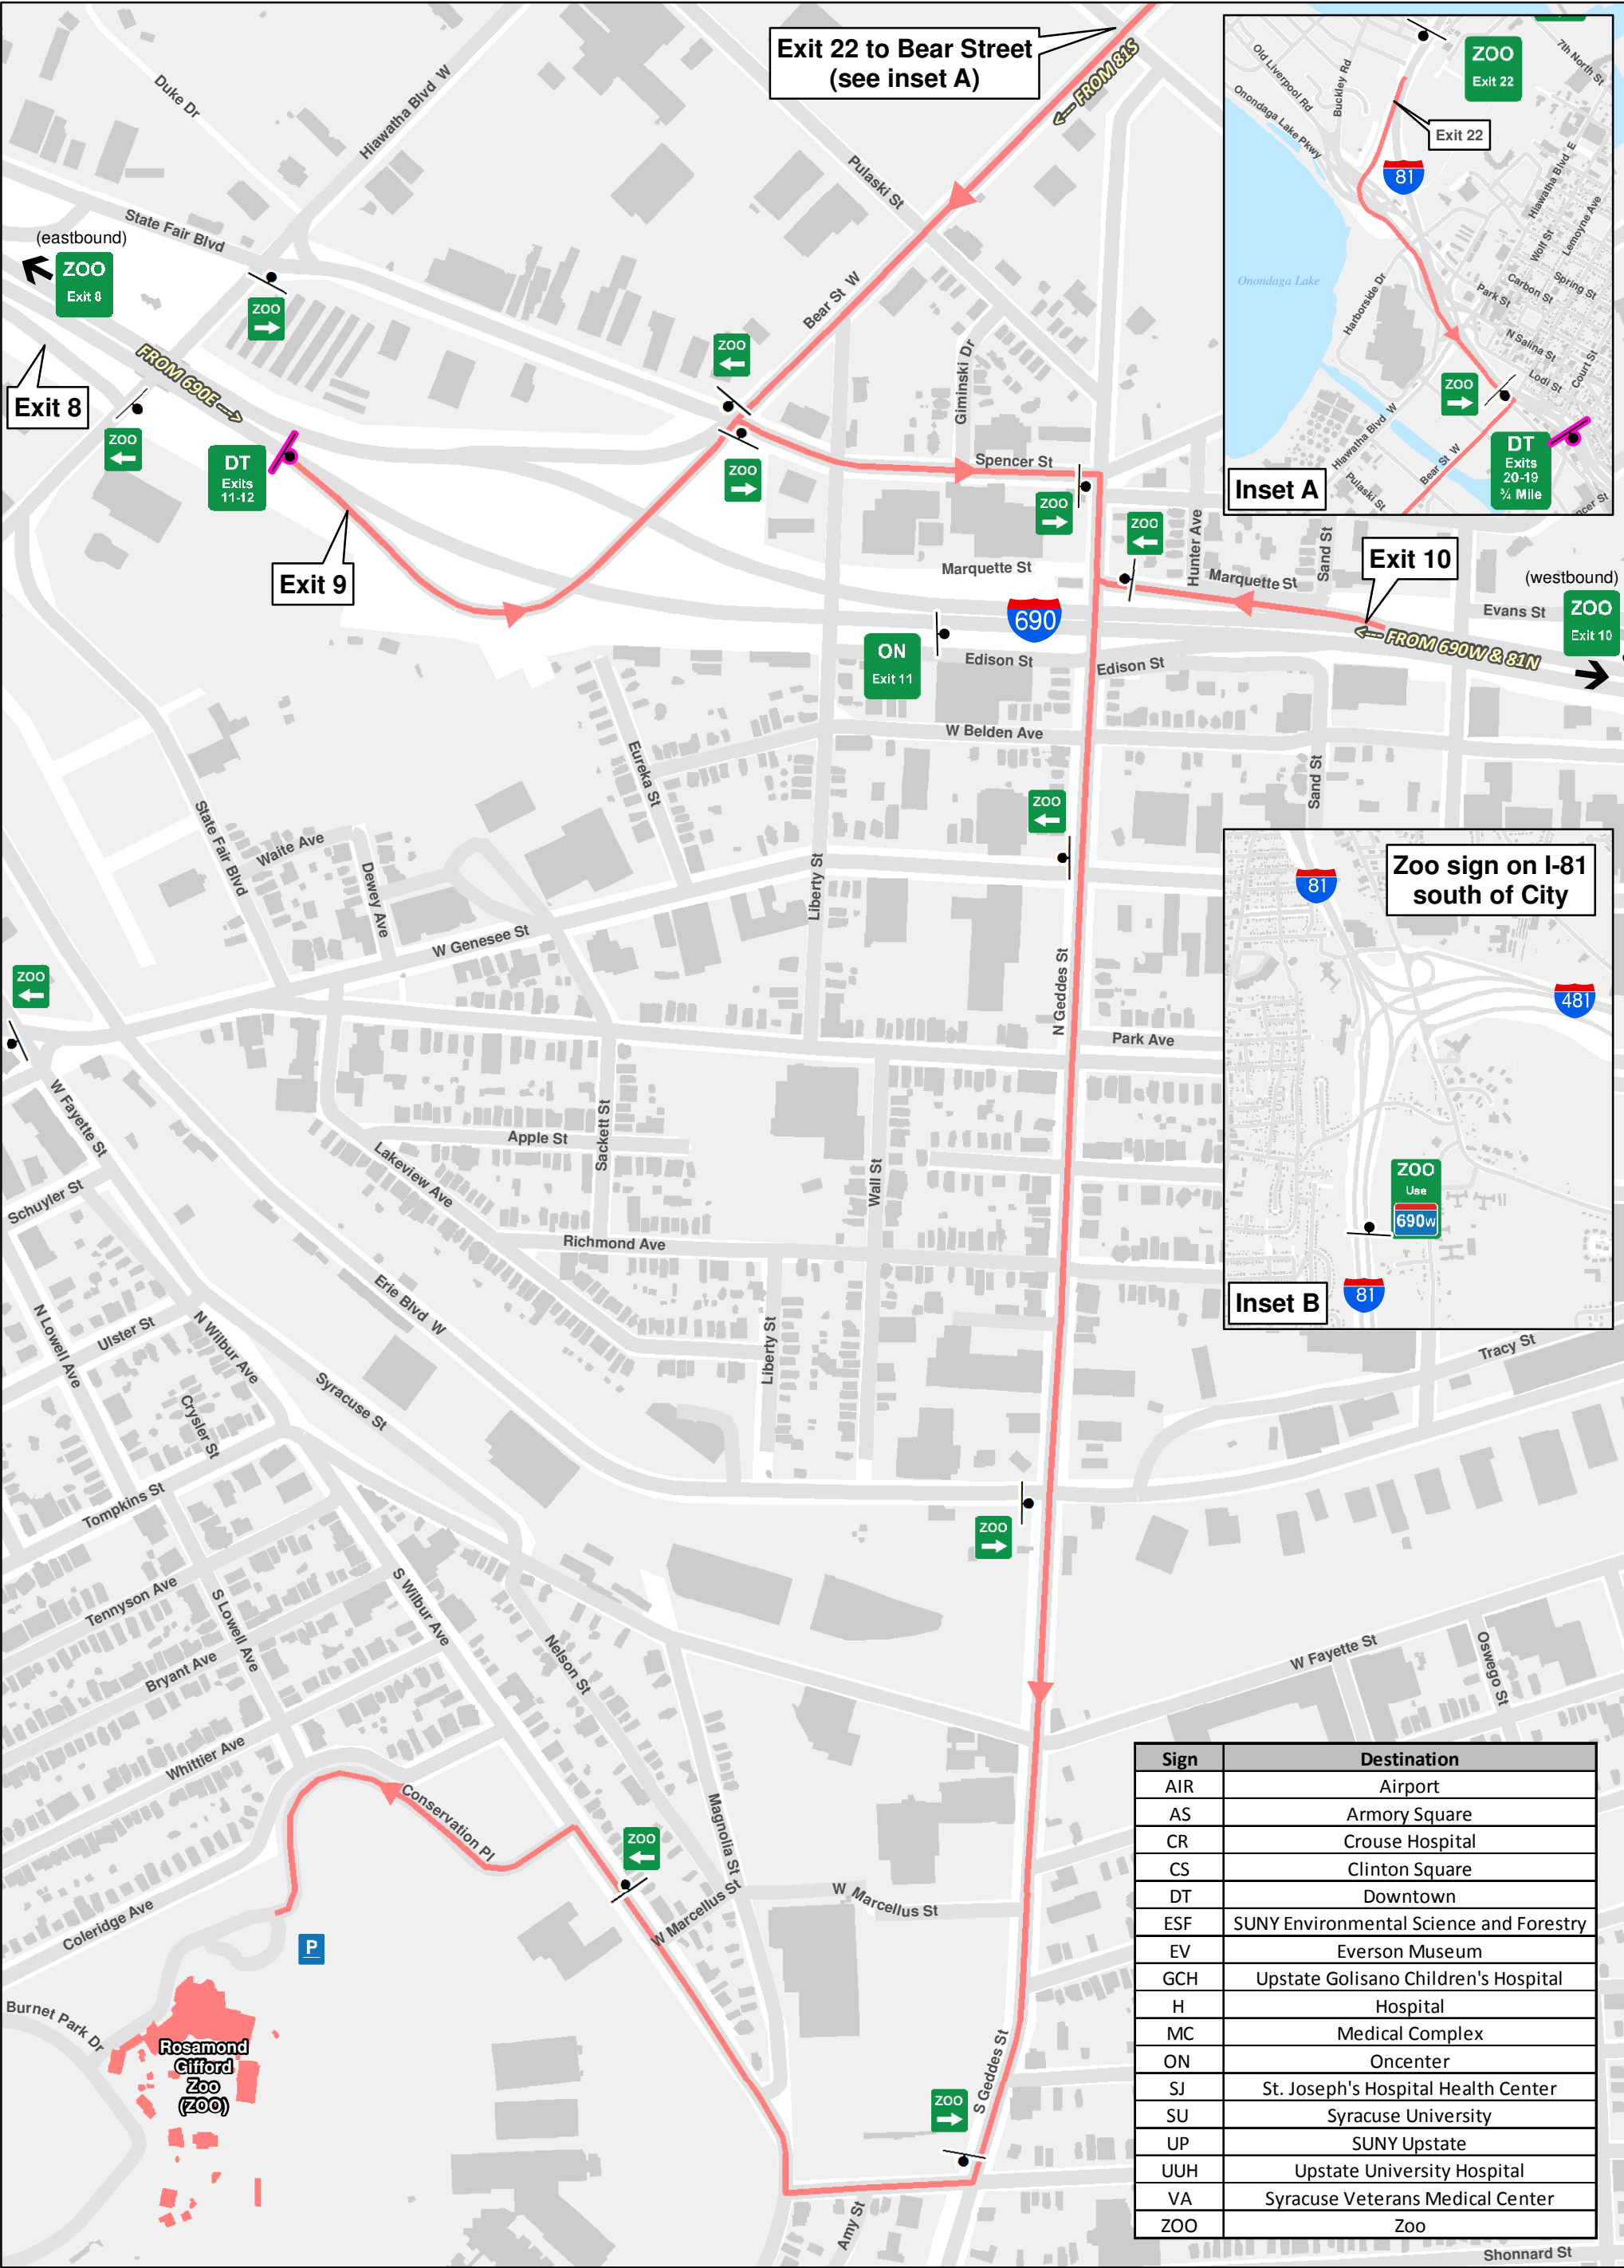 Exit 22 to Bear Street
(see inset A)
<--- FROM 81S
Duke Dr
Hiawatha Blvd W
Pulaski St
State Fair Blvd
(eastbound)
ZOO
Exit 8
ZOO
Bear St W
ZOO
FROM 690E --->
Exit 8
ZOO
DT
Exits
11-12
ZOO
Giminski Dr
Spencer St
ZOO
ZOO
Exit 9
Marquette St
Hunter Ave
Marquette St
Sand St
Exit 10
(westbound)
ZOO
Exit 10
Evans St
<--- FROM 690W & 81N
690
ON
Exit 11
Edison St
Edison St
W Belden Ave
Eureka St
Sand St
ZOO
State Fair Blvd
Waite Ave
Dewey Ave
Liberty St
W Genesee St
N Geddes St
ZOO
Park Ave
W Fayette St
Apple St
Sackett St
Lakeview Ave
Wall St
Schuyler St
Richmond Ave
Erie Blvd W
N Lowell Ave
Ulster St
N Wilbur Ave
Liberty St
Syracuse St
Crysler St
Tracy St
Tompkins St
ZOO
Tennyson Ave
S Lowell Ave
S Wilbur Ave
Bryant Ave
Nelson St
W Fayette St
Oswego St
Whittier Ave
Conservation Pl
Magnolia St
ZOO
W Marcellus St
W Marcellus St
Coleridge Ave
P
Burnet Park Dr
Rosamond
Gifford
Zoo
(ZOO)
S Geddes St
ZOO
Amy St
Shonnard St
ZOO
Exit 22
7th North St
Old Liverpool Rd
Buckley Rd
Onondaga Lake Pkwy
Exit 22
81
Hiawatha Blvd E
Lemoyne Ave
Wolf St
Onondaga Lake
Carbon St
Spring St
Park St
Harborside Dr
N Salina St
Lodi St
Court St
ZOO
Hiawatha Blvd W
Bear St W
Pulaski St
DT
Exits
20-19
¾ Mile
ncer St
Inset A
81
Zoo sign on I-81
south of City
481
ZOO
Use
690W
81
Inset B
Sign Destination
AIR Airport
AS Armory Square
CR Crouse Hospital
CS Clinton Square
DT Downtown
ESF SUNY Environmental Science and Forestry
EV Everson Museum
GCH Upstate Golisano Children's Hospital
H Hospital
MC Medical Complex
ON Oncenter
SJ St. Joseph's Hospital Health Center
SU Syracuse University
UP SUNY Upstate
UUH Upstate University Hospital
VA Syracuse Veterans Medical Center
ZOO Zoo